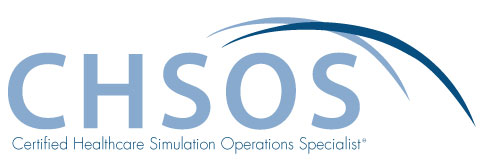 CHSOS
Certified Healthcare Simulation Operations Specialist®